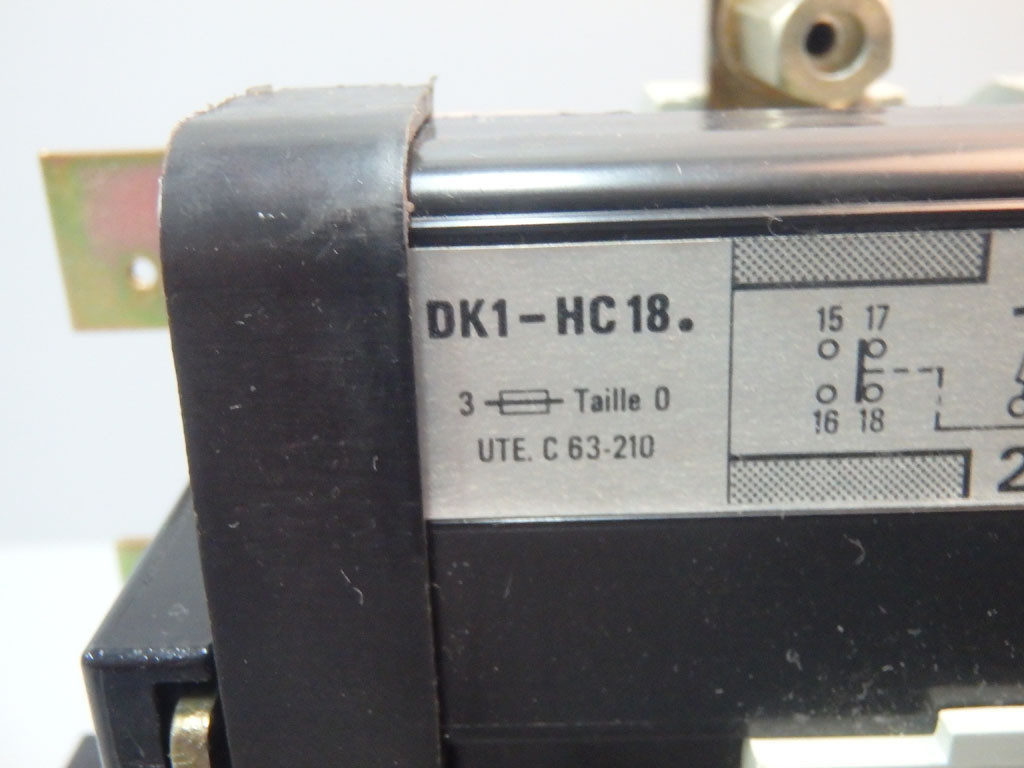 DK1-HC18.
3 Taille 0
UTE. C 63-210
15 17
16 18
2